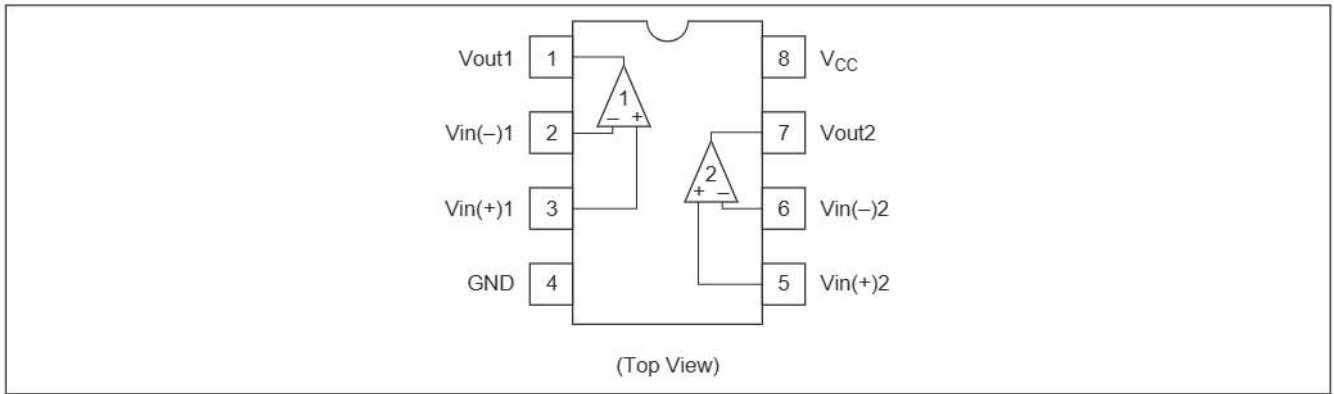 Vout1 1 8 VCC
1
– +
Vin(–)1 2 7 Vout2
2
+ –
Vin(+)1 3 6 Vin(–)2
GND 4 5 Vin(+)2
(Top View)